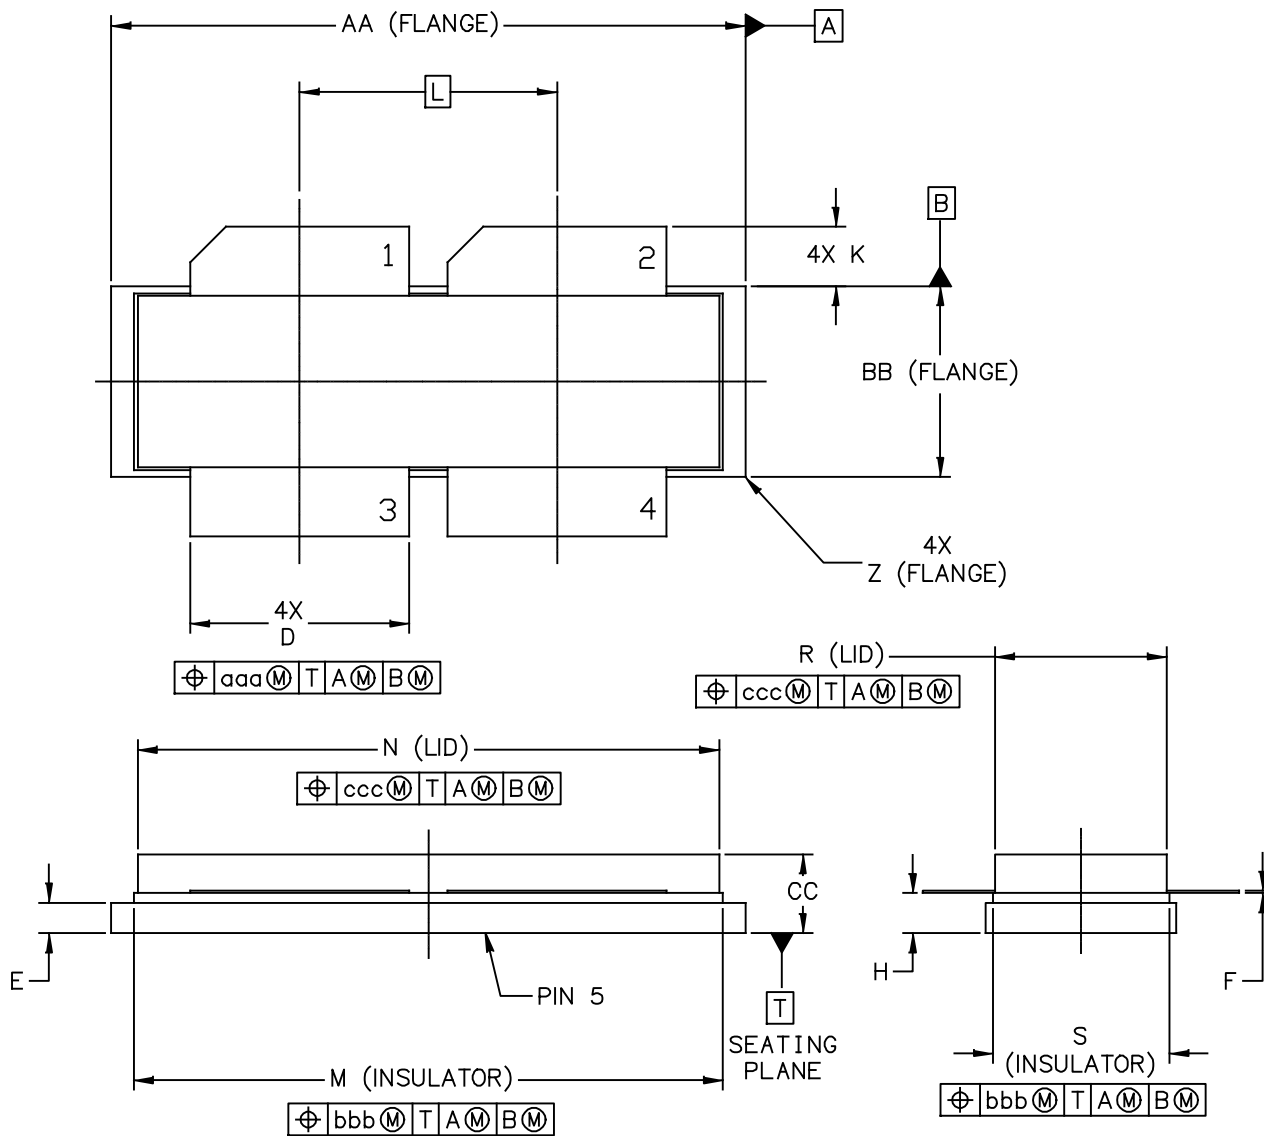 AA (FLANGE)
A
L
B
1
2
4X K
BB (FLANGE)
3
4
4X
Z (FLANGE)
4X
D
⌖ aaa Ⓜ T A Ⓜ B Ⓜ
R (LID)
⌖ ccc Ⓜ T A Ⓜ B Ⓜ
N (LID)
⌖ ccc Ⓜ T A Ⓜ B Ⓜ
CC
E
H
F
PIN 5
T
SEATING
PLANE
S
(INSULATOR)
M (INSULATOR)
⌖ bbb Ⓜ T A Ⓜ B Ⓜ
⌖ bbb Ⓜ T A Ⓜ B Ⓜ